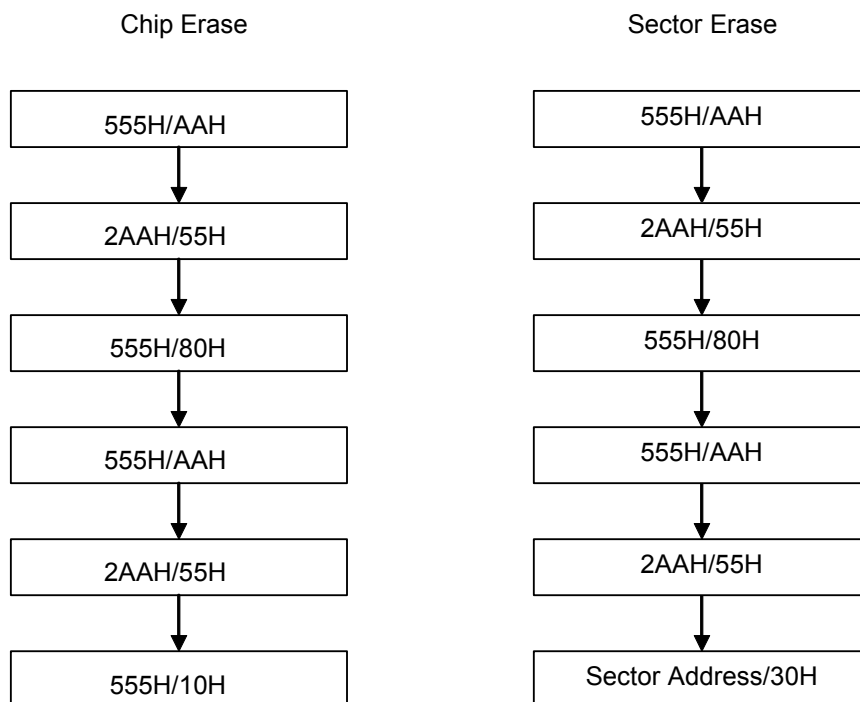 Chip Erase
555H/AAH
2AAH/55H
555H/80H
555H/AAH
2AAH/55H
555H/10H
Sector Erase
555H/AAH
2AAH/55H
555H/80H
555H/AAH
2AAH/55H
Sector Address/30H